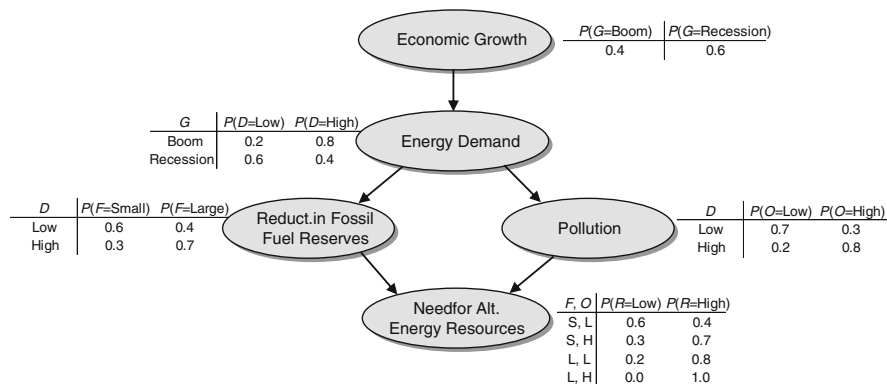 Economic Growth
P(G=Boom) P(G=Recession)
0.4 0.6
G P(D=Low) P(D=High)
Boom 0.2 0.8
Recession 0.6 0.4
Energy Demand
D P(F=Small) P(F=Large)
Low 0.6 0.4
High 0.3 0.7
Reduct.in Fossil
Fuel Reserves
Pollution
D P(O=Low) P(O=High)
Low 0.7 0.3
High 0.2 0.8
Needfor Alt.
Energy Resources
F, O P(R=Low) P(R=High)
S, L 0.6 0.4
S, H 0.3 0.7
L, L 0.2 0.8
L, H 0.0 1.0